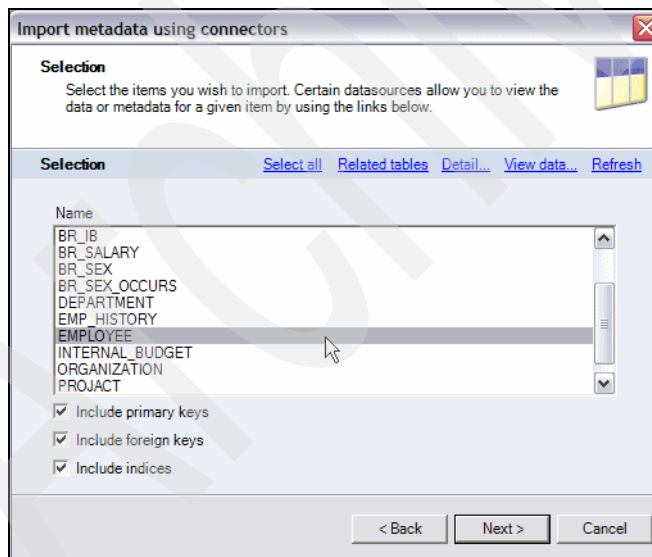 Import metadata using connectors
Selection
Select the items you wish to import. Certain datasources allow you to view the
data or metadata for a given item by using the links below.
Selection Select all Related tables Detail... View data... Refresh
Name
BR_IB
BR_SALARY
BR_SEX
BR_SEX_OCCURS
DEPARTMENT
EMP_HISTORY
EMPLOYEE
INTERNAL_BUDGET
ORGANIZATION
PROJACT
Include primary keys
Include foreign keys
Include indices
< Back Next > Cancel